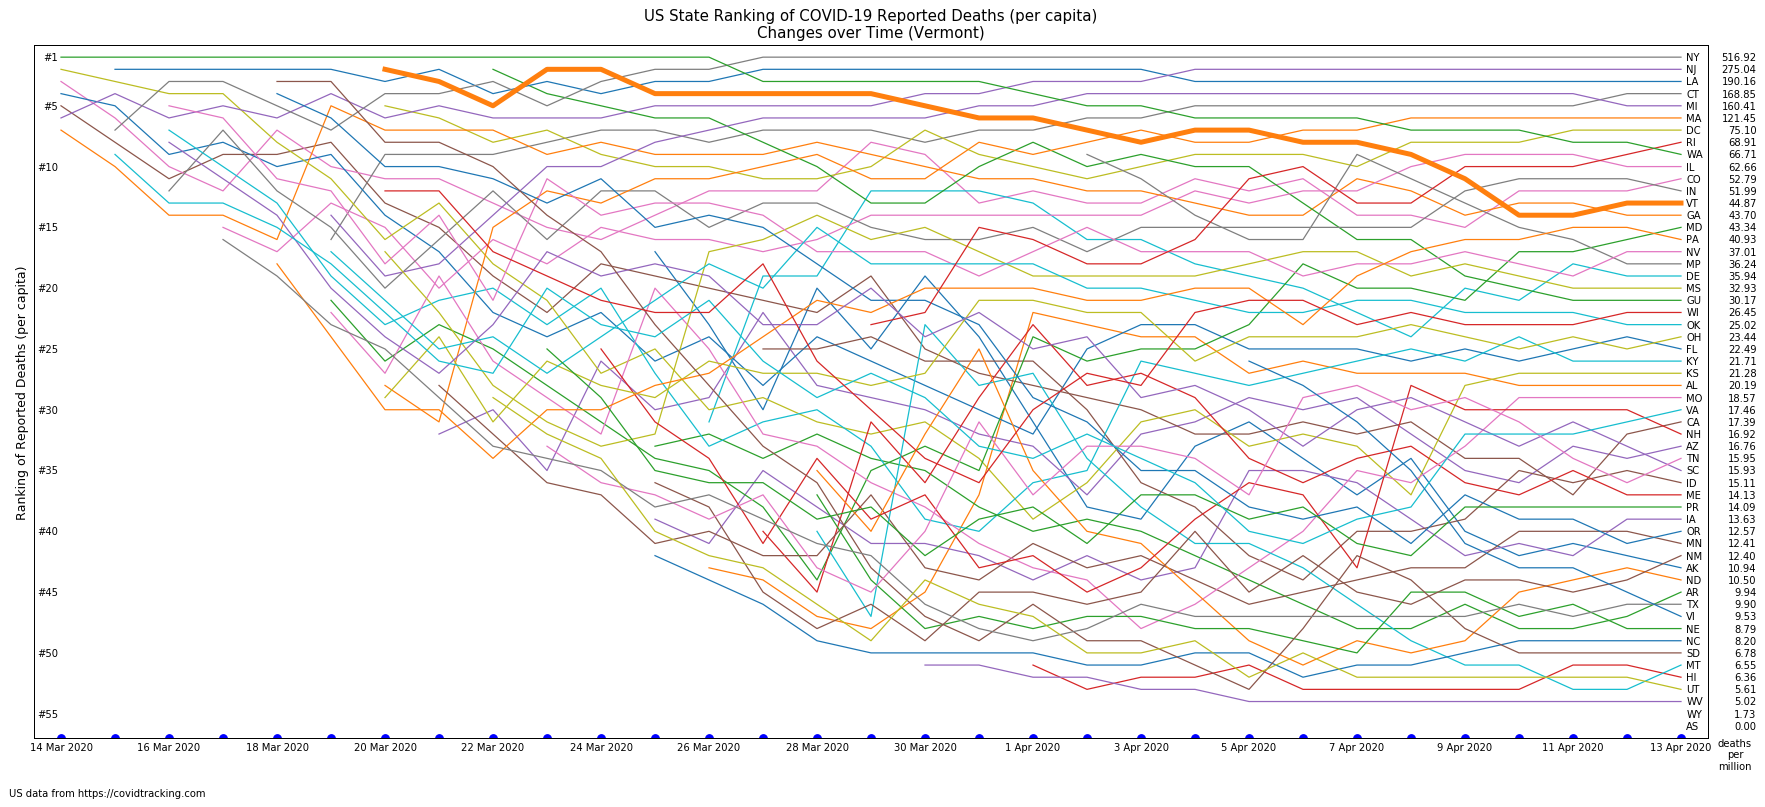 US State Ranking of COVID-19 Reported Deaths (per capita)
Changes over Time (Vermont)
Ranking of Reported Deaths (per capita)
#1
#5
#10
#15
#20
#25
#30
#35
#40
#45
#50
#55
NY 516.92
NJ 275.04
LA 190.16
CT 168.85
MI 160.41
MA 121.45
DC 75.10
RI 68.91
WA 66.71
IL 62.66
CO 52.79
IN 51.99
VT 44.87
GA 43.70
MD 43.34
PA 40.93
NV 37.01
MP 36.24
DE 35.94
MS 32.93
GU 30.17
WI 26.45
OK 25.02
OH 23.44
FL 22.49
KY 21.71
KS 21.28
AL 20.19
MO 18.57
VA 17.46
CA 17.39
NH 16.92
AZ 16.76
TN 15.95
SC 15.93
ID 15.11
ME 14.13
PR 14.09
IA 13.63
OR 12.57
MN 12.41
NM 12.40
AK 10.94
ND 10.50
AR 9.94
TX 9.90
VI 9.53
NE 8.79
NC 8.20
SD 6.78
MT 6.55
HI 6.36
UT 5.61
WV 5.02
WY 1.73
AS 0.00
14 Mar 2020 16 Mar 2020 18 Mar 2020 20 Mar 2020 22 Mar 2020 24 Mar 2020 26 Mar 2020 28 Mar 2020 30 Mar 2020 1 Apr 2020 3 Apr 2020 5 Apr 2020 7 Apr 2020 9 Apr 2020 11 Apr 2020 13 Apr 2020
deaths
per
million
US data from https://covidtracking.com